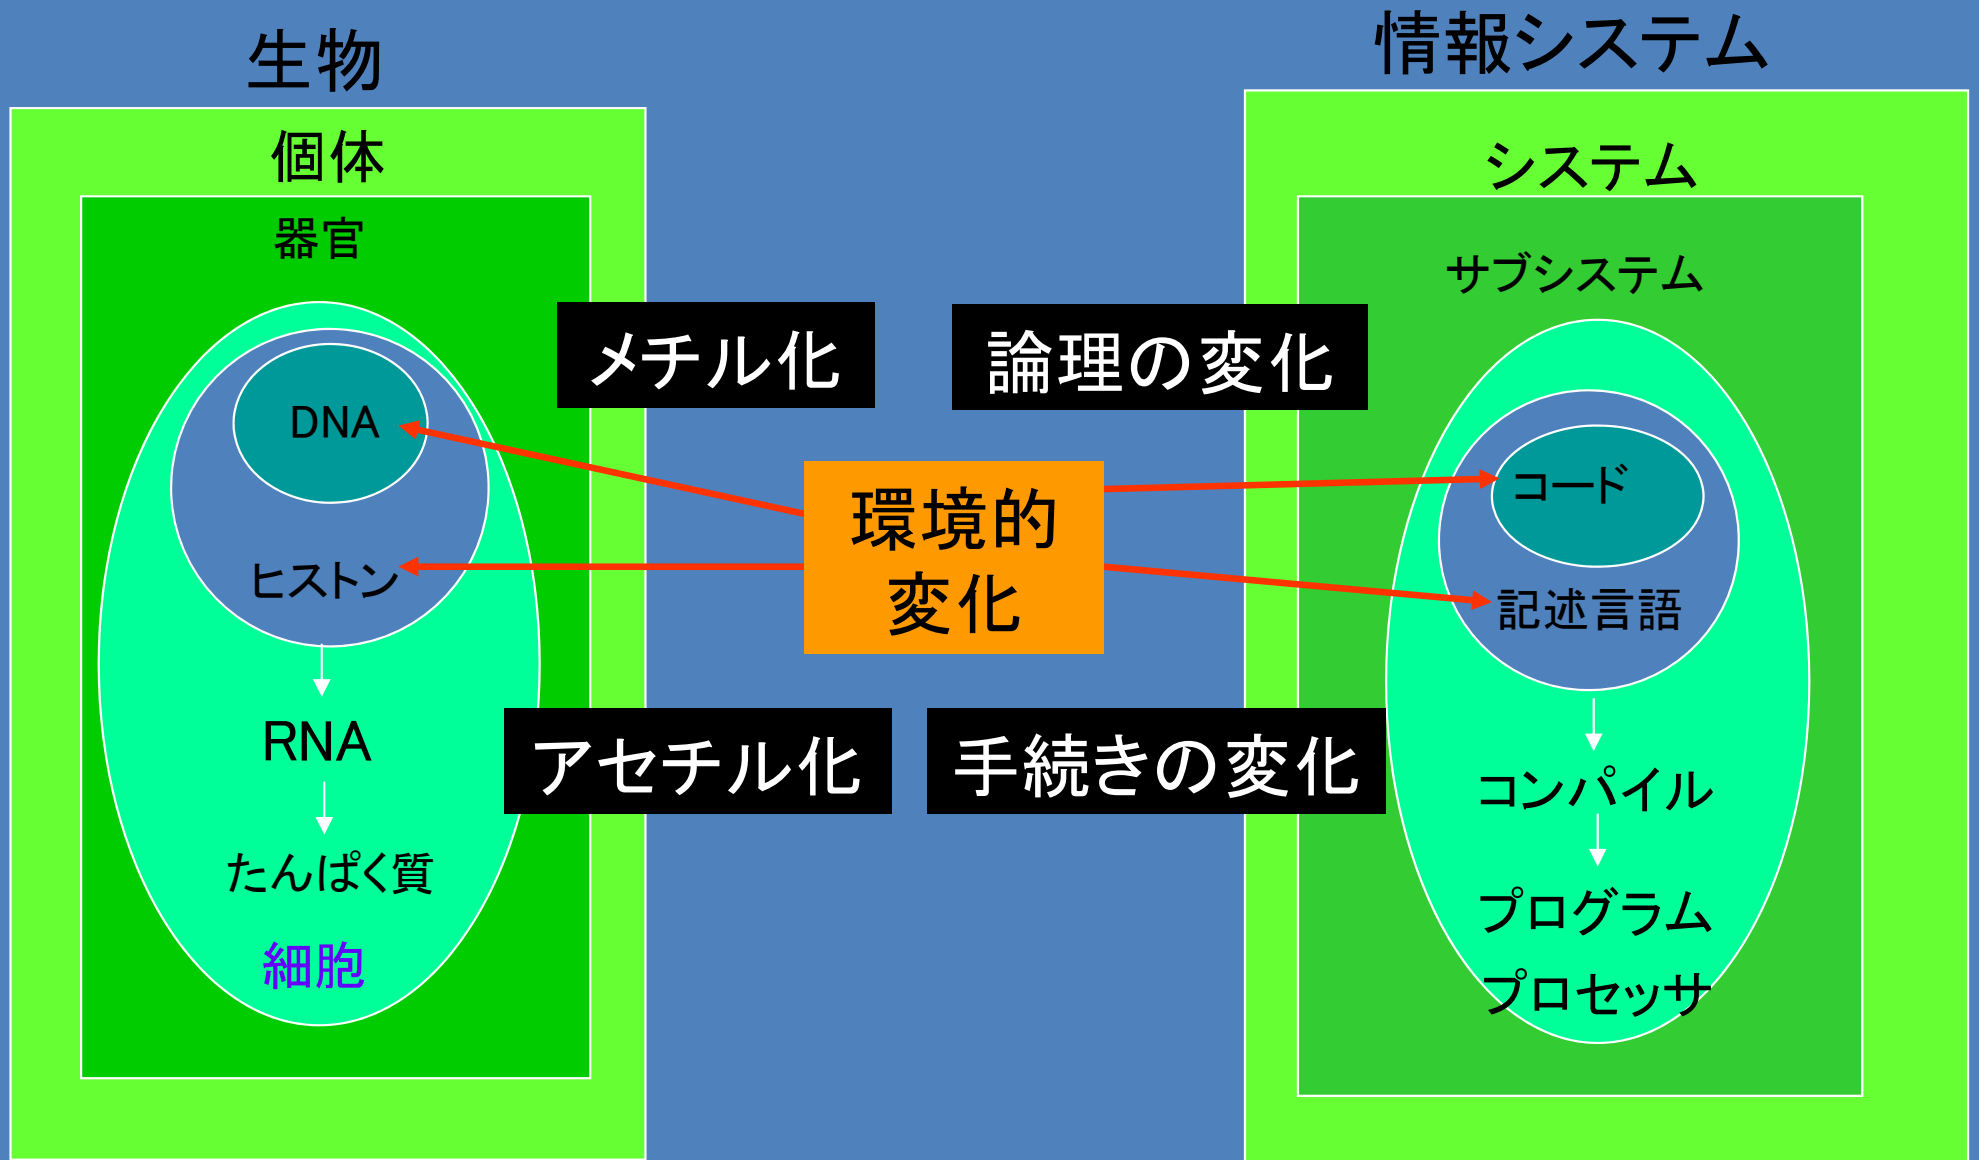 生物
個体
器官
DNA
ヒストン
RNA
たんぱく質
細胞
メチル化
アセチル化
環境的
変化
論理の変化
手続きの変化
情報システム
システム
サブシステム
コード
記述言語
コンパイル
プログラム
プロセッサ